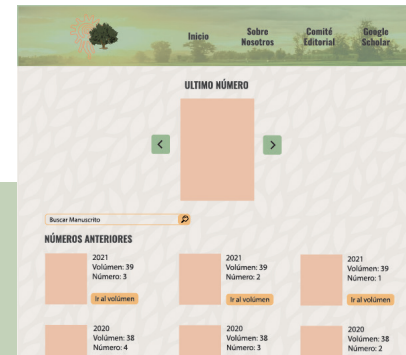 Inicio
Sobre
Nosotros
Comité
Editorial
Google
Scholar
ULTIMO NÚMERO
Buscar Manuscrito
NÚMEROS ANTERIORES
2021
Volúmen: 39
Número: 3
Ir al volúmen
2021
Volúmen: 39
Número: 2
Ir al volúmen
2021
Volúmen: 39
Número: 1
Ir al volúmen
2020
Volúmen: 38
Número: 4
2020
Volúmen: 38
Número: 3
2020
Volúmen: 38
Número: 2